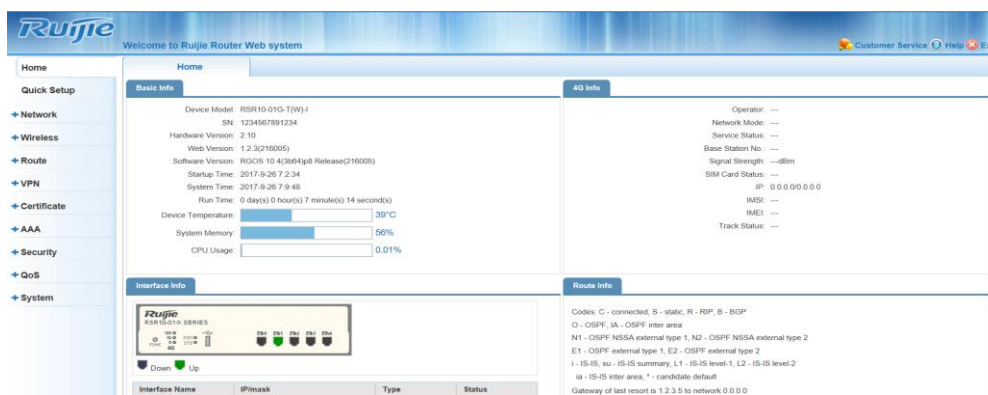 Ruijie
Welcome to Ruijie Router Web system
Customer Service Help E
Home
Quick Setup
Network
Wireless
Route
VPN
Certificate
AAA
Security
QoS
System
Home
Basic Info
Device Model: RSR10-01G-T(W)-I
SN: 1234567891234
Hardware Version: 2.10
Web Version: 1.2.3(216005)
Software Version: RGOS 10.4(3b64)p8 Release(216005)
Startup Time: 2017-9-26 7:2:34
System Time: 2017-9-26 7:9:48
Run Time: 0 day(s) 0 hour(s) 7 minute(s) 14 second(s)
Device Temperature: 39°C
System Memory: 56%
CPU Usage: 0.01%
4G Info
Operator: ---
Network Mode: ---
Service Status: ---
Base Station No.: ---
Signal Strength: ---dBm
SIM Card Status: ---
IP: 0.0.0.0/0.0.0.0
IMSI: ---
IMEI: ---
Track Status: ---
Interface Info
Ruijie
RSR10-01G SERIES
Down Up
Interface Name IP/mask Type Status
Route Info
Codes: C - connected, S - static, R - RIP, B - BGP
O - OSPF, IA - OSPF inter area
N1 - OSPF NSSA external type 1, N2 - OSPF NSSA external type 2
E1 - OSPF external type 1, E2 - OSPF external type 2
i - IS-IS, su - IS-IS summary, L1 - IS-IS level-1, L2 - IS-IS level-2
ia - IS-IS inter area, * - candidate default
Gateway of last resort is 1.2.3.5 to network 0.0.0.0